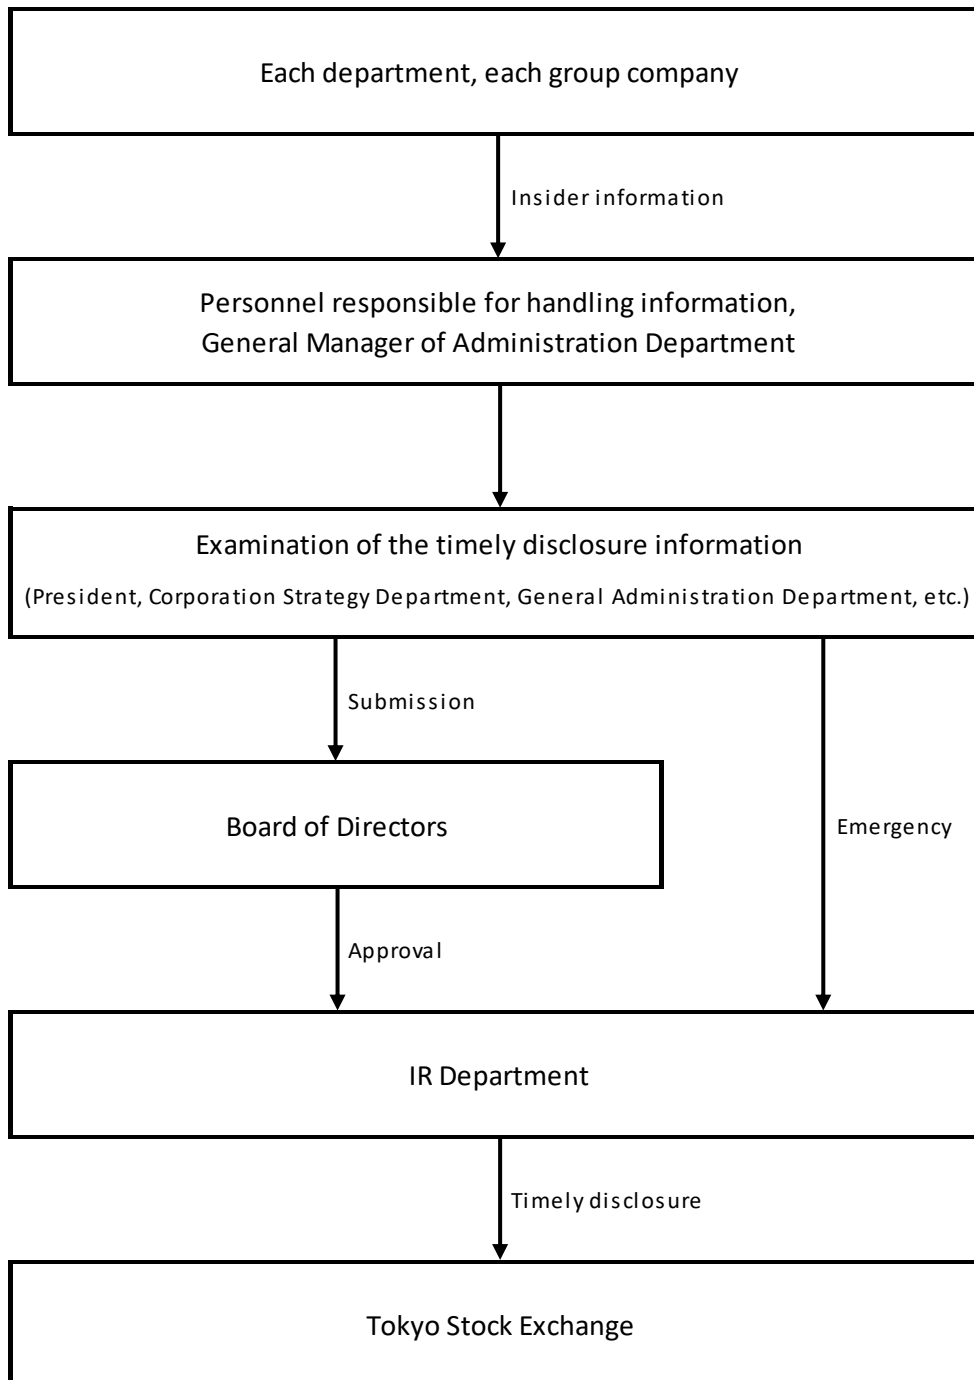 Each department, each group company
Insider information
Personnel responsible for handling information,
General Manager of Administration Department
Examination of the timely disclosure information
(President, Corporation Strategy Department, General Administration Department, etc.)
Submission
Board of Directors
Emergency
Approval
IR Department
Timely disclosure
Tokyo Stock Exchange